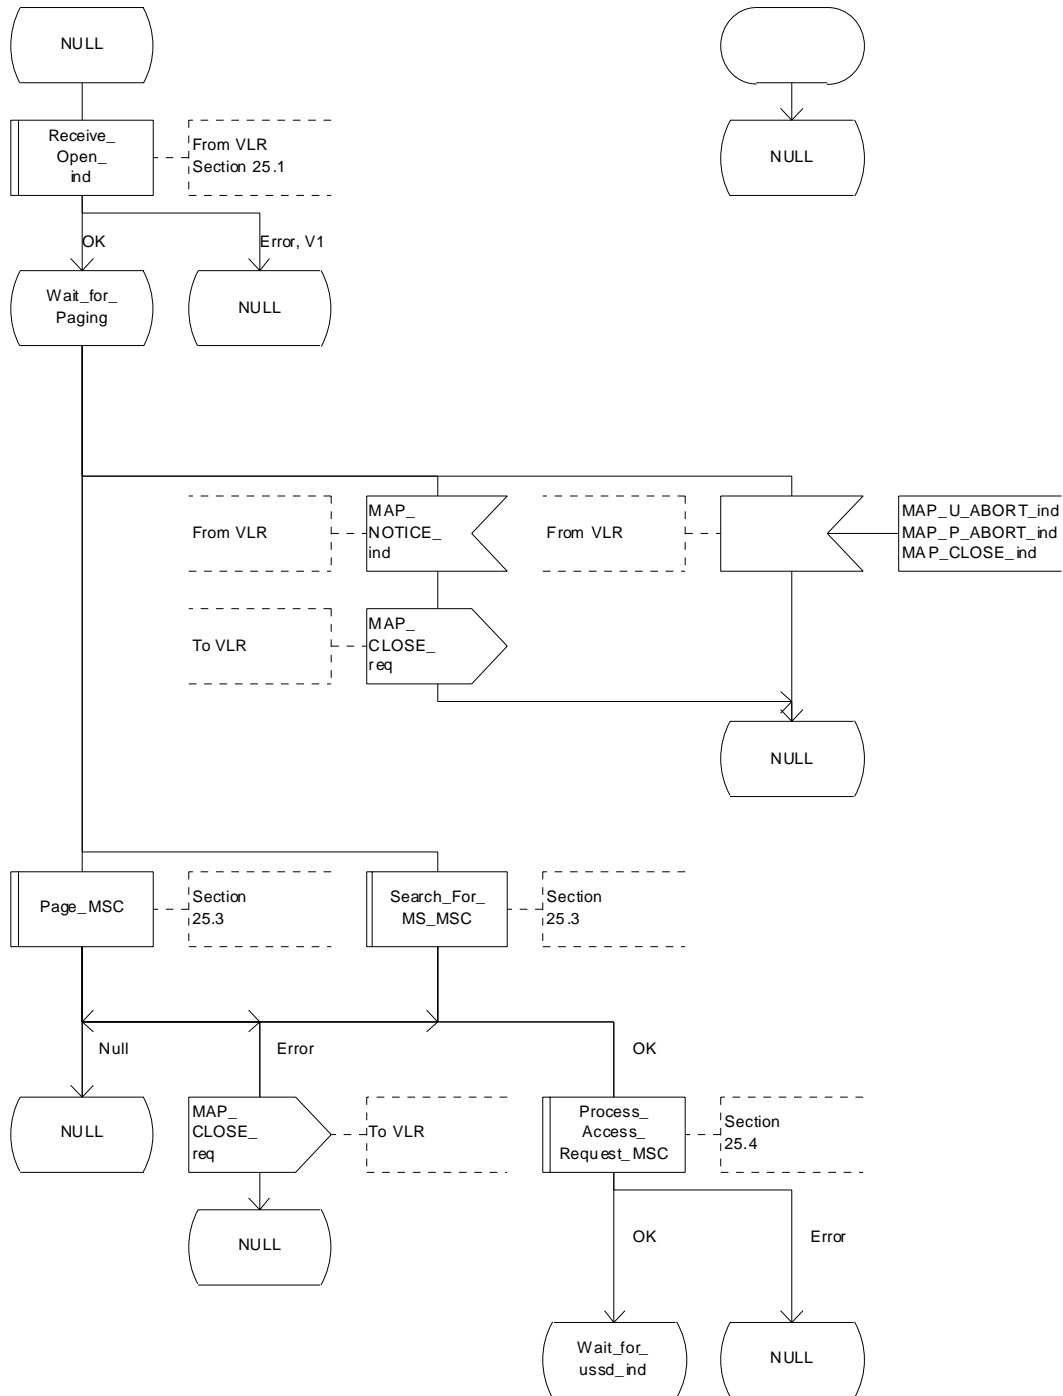 NULL
Receive_
Open_
ind
From VLR
Section 25.1
NULL
OK
Error, V1
Wait_for_
Paging
NULL
From VLR
MAP_
NOTICE_
ind
From VLR
MAP_U_ABORT_ind
MAP_P_ABORT_ind
MAP_CLOSE_ind
To VLR
MAP_
CLOSE_
req
NULL
Page_MSC
Section
25.3
Search_For_
MS_MSC
Section
25.3
Null
Error
OK
NULL
MAP_
CLOSE_
req
To VLR
Process_
Access_
Request_MSC
Section
25.4
NULL
OK
Error
Wait_for_
ussd_ind
NULL